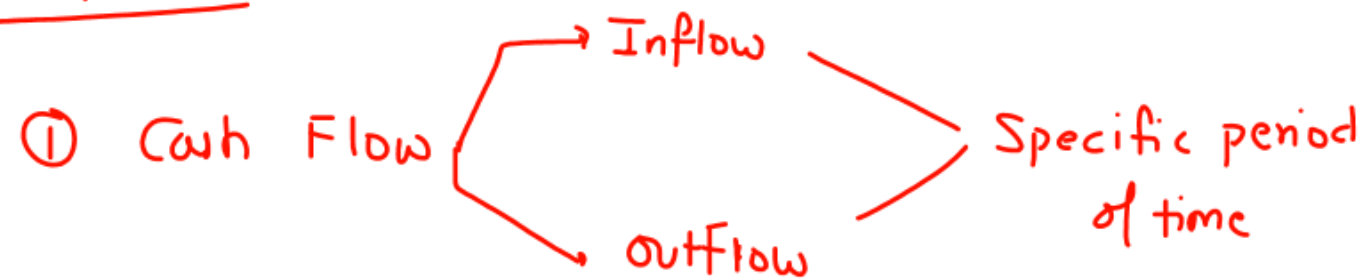 Inflow
① Cash Flow
Specific period
of time
OutFlow